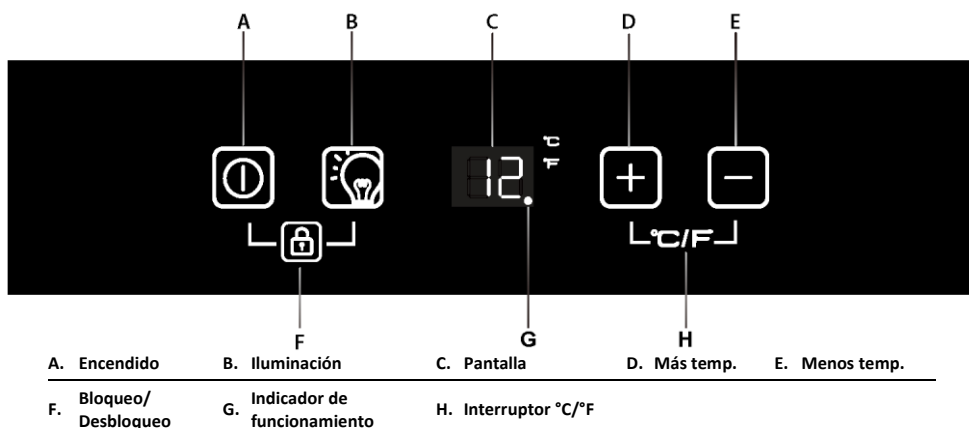 A B C D E
°C
°F
12.
°C/°F
F G H
A. Encendido B. Iluminación C. Pantalla D. Más temp. E. Menos temp.
F. Bloqueo/ Desbloqueo G. Indicador de funcionamiento H. Interruptor °C/°F